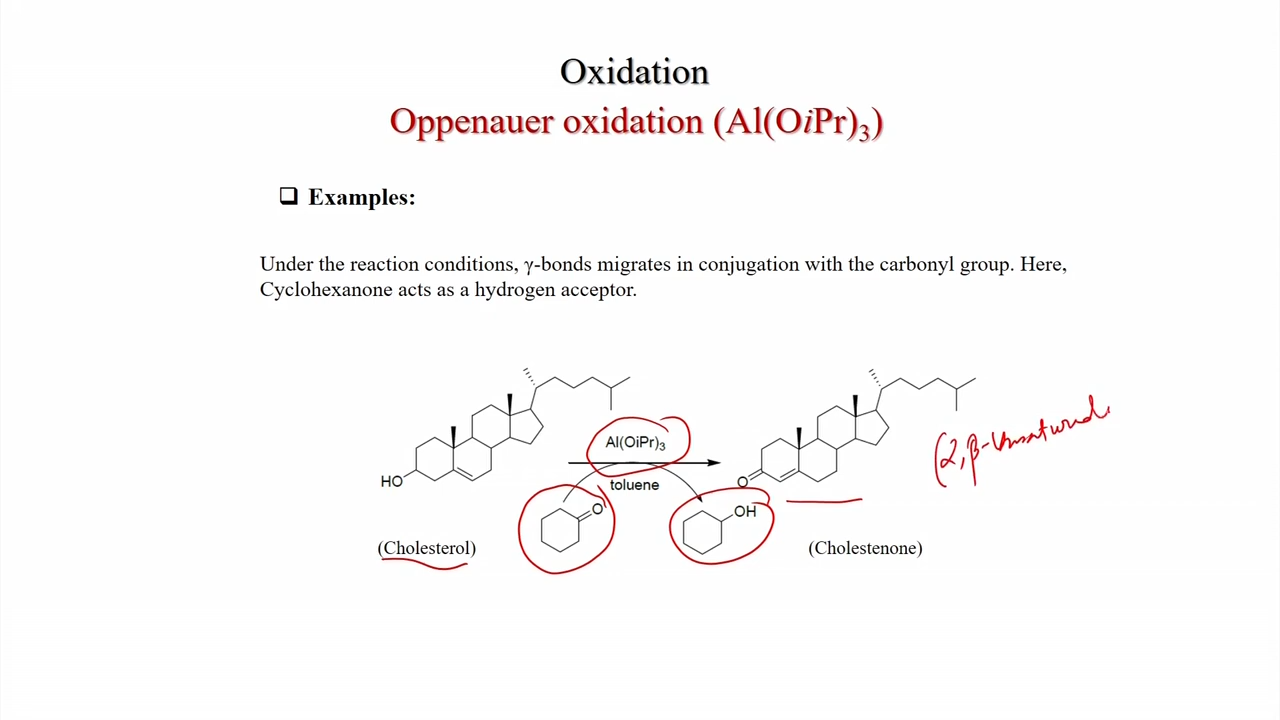 Oxidation
Oppenauer oxidation (Al(OiPr)₃)
❑ Examples:
Under the reaction conditions, γ-bonds migrates in conjugation with the carbonyl group. Here,
Cyclohexanone acts as a hydrogen acceptor.
HO
Al(OiPr)₃
toluene
O
OH
O
(α,β-Unsaturated
(Cholesterol)
(Cholestenone)